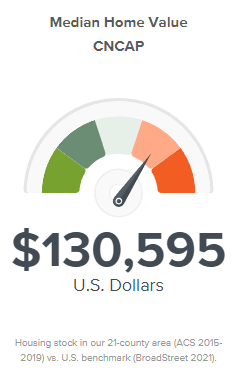 Median Home Value
CNCAP
$130,595
U.S. Dollars
Housing stock in our 21-county area (ACS 2015-
2019) vs. U.S. benchmark (BroadStreet 2021).